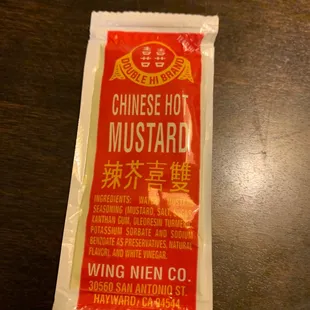 囍 囍
DOUBLE HI BRAND
CHINESE HOT
MUSTARD
辣芥喜雙
INGREDIENTS:
SEASONING (MUSTARD,
XANTHAN GUM, OLEORESIN
POTASSIUM SORBATE AND SODIUM
BENZOATE AS PRESERVATIVES, NATURAL
FLAVOR), AND WHITE VINEGAR.
WING NIEN CO.
30560 SAN ANTONIO ST.
HAYWARD, CA 94544